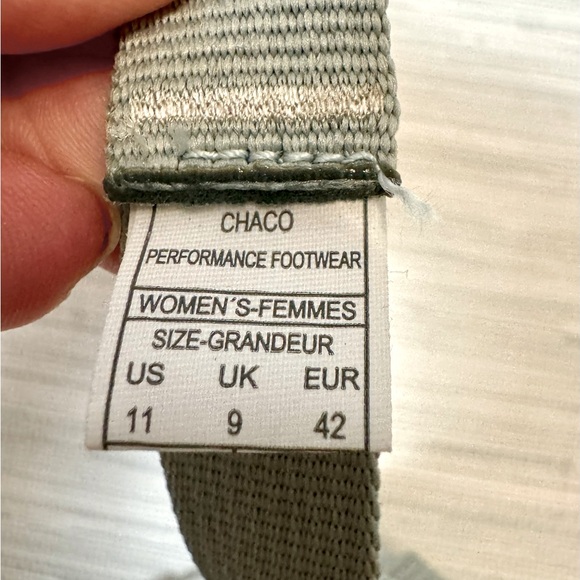 CHACO
PERFORMANCE FOOTWEAR
WOMEN´S-FEMMES
SIZE-GRANDEUR
US UK EUR
11 9 42